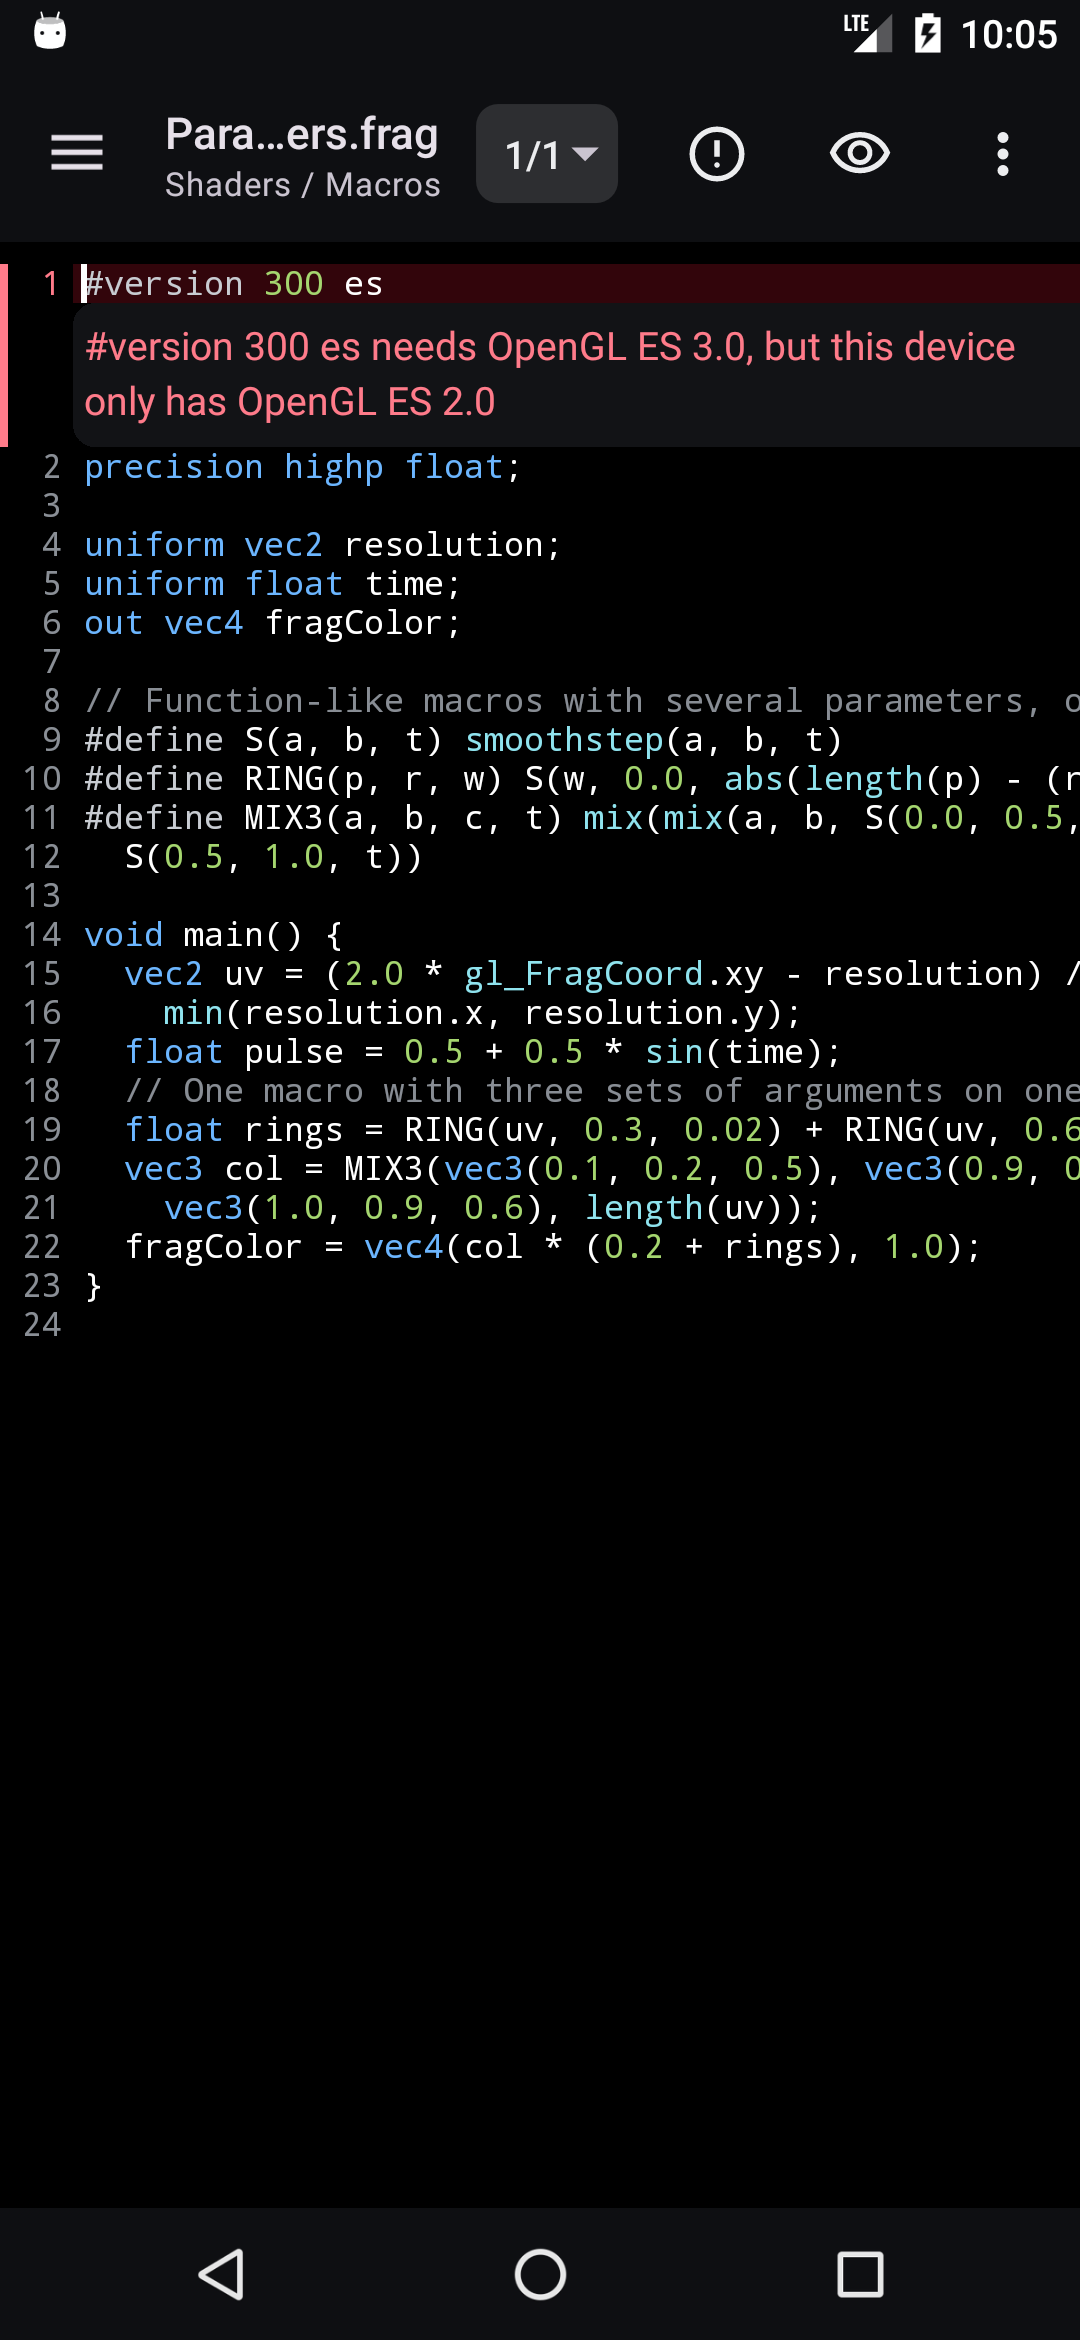 LTE 10:05
Para...ers.frag
Shaders / Macros
1/1
1 #version 300 es
#version 300 es needs OpenGL ES 3.0, but this device
only has OpenGL ES 2.0
2 precision highp float;
3
4 uniform vec2 resolution;
5 uniform float time;
6 out vec4 fragColor;
7
8 // Function-like macros with several parameters, o
9 #define S(a, b, t) smoothstep(a, b, t)
10 #define RING(p, r, w) S(w, 0.0, abs(length(p) - (r
11 #define MIX3(a, b, c, t) mix(mix(a, b, S(0.0, 0.5,
12   S(0.5, 1.0, t))
13
14 void main() {
15   vec2 uv = (2.0 * gl_FragCoord.xy - resolution) /
16     min(resolution.x, resolution.y);
17   float pulse = 0.5 + 0.5 * sin(time);
18   // One macro with three sets of arguments on one
19   float rings = RING(uv, 0.3, 0.02) + RING(uv, 0.6
20   vec3 col = MIX3(vec3(0.1, 0.2, 0.5), vec3(0.9, 0
21     vec3(1.0, 0.9, 0.6), length(uv));
22   fragColor = vec4(col * (0.2 + rings), 1.0);
23 }
24